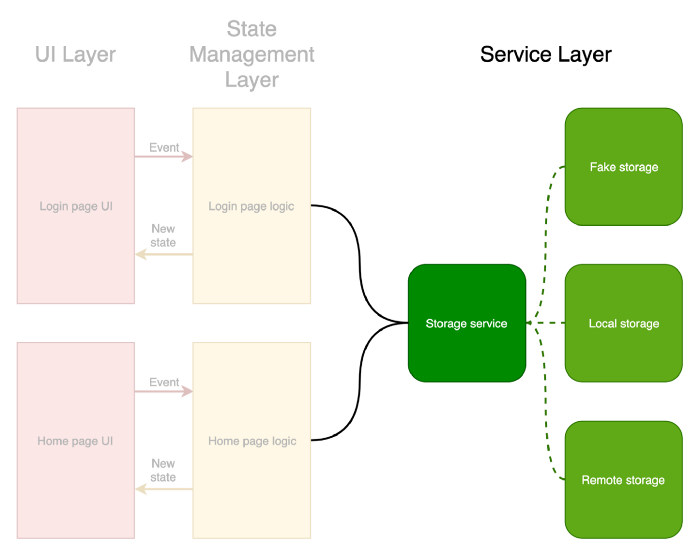 UI Layer
State
Management
Layer
Service Layer
Event
Login page UI
Login page logic
New
state
Fake storage
Storage service
Local storage
Event
Home page UI
Home page logic
New
state
Remote storage